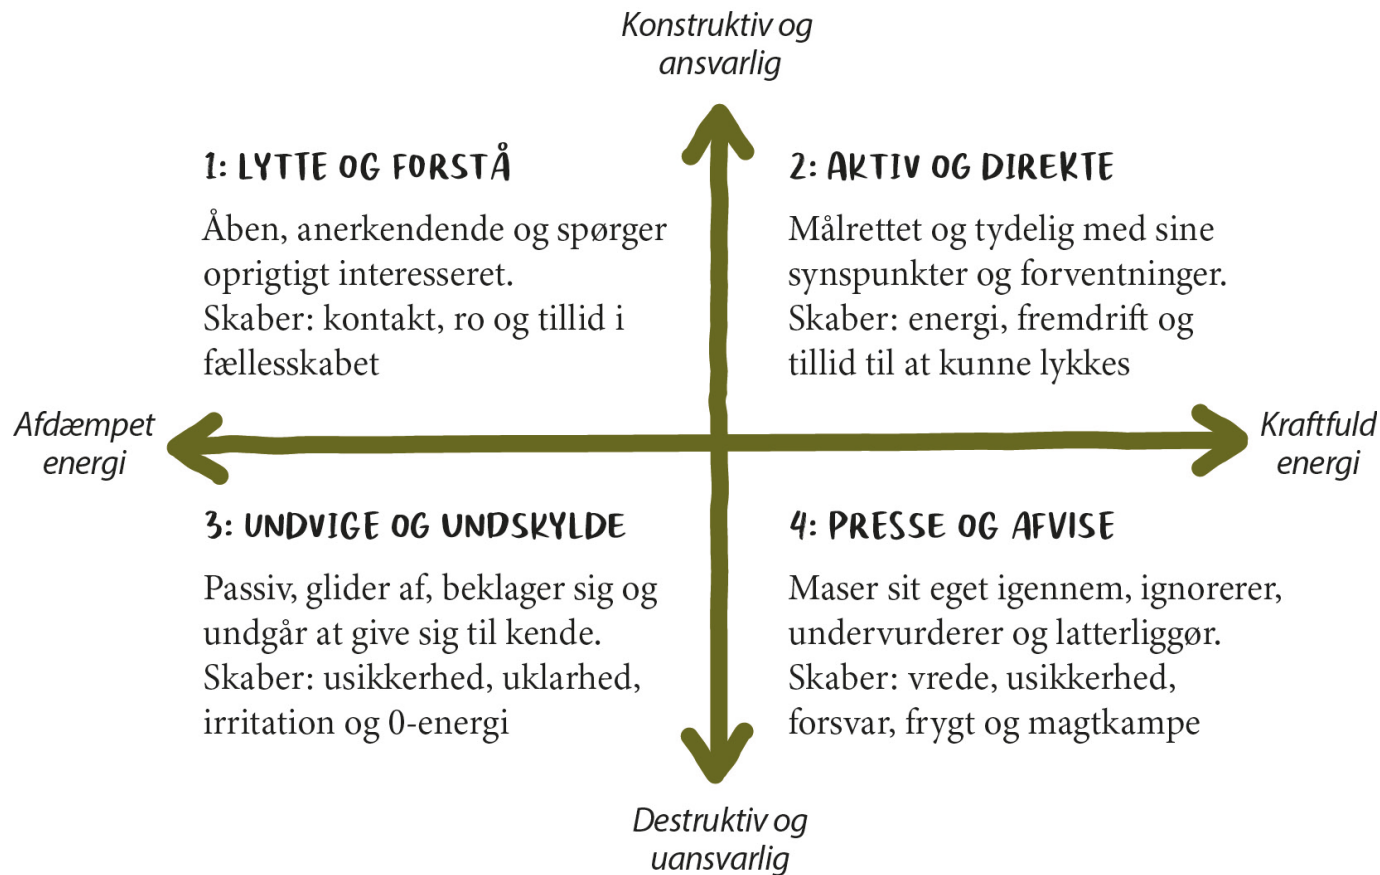 Konstruktiv og
ansvarlig
1: LYTTE OG FORSTÅ
Åben, anerkendende og spørger
oprigtigt interesseret.
Skaber: kontakt, ro og tillid i
fællesskabet
2: AKTIV OG DIREKTE
Målrettet og tydelig med sine
synspunkter og forventninger.
Skaber: energi, fremdrift og
tillid til at kunne lykkes
Afdæmpet
energi
Kraftfuld
energi
3: UNDVIGE OG UNDSKYLDE
Passiv, glider af, beklager sig og
undgår at give sig til kende.
Skaber: usikkerhed, uklarhed,
irritation og 0-energi
4: PRESSE OG AFVISE
Maser sit eget igennem, ignorerer,
undervurderer og latterliggør.
Skaber: vrede, usikkerhed,
forsvar, frygt og magtkampe
Destruktiv og
uansvarlig